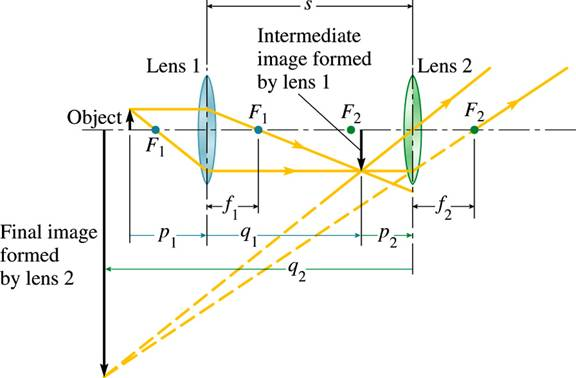 s
Intermediate
image formed
by lens 1
Lens 1
Lens 2
Object
F1
F1
F2
F2
f1
f2
p1
q1
p2
q2
Final image
formed
by lens 2